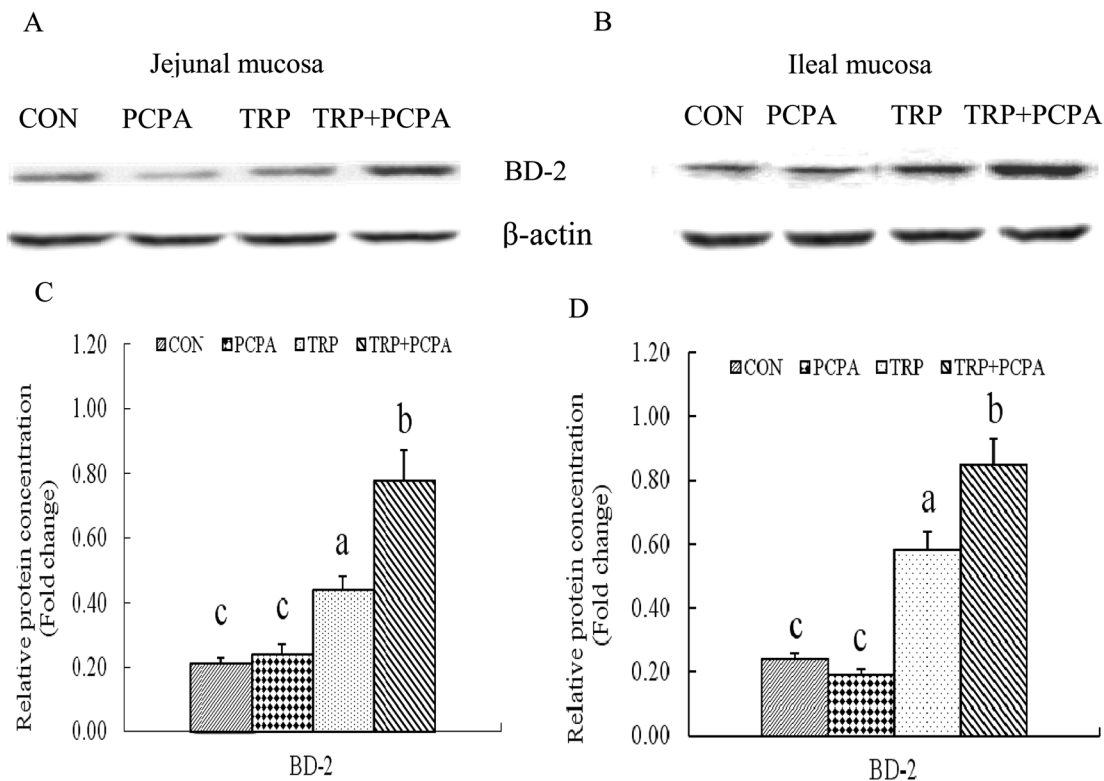 A
Jejunal mucosa
CON PCPA TRP TRP+PCPA
B
Ileal mucosa
CON PCPA TRP TRP+PCPA
BD-2
β-actin
C
1.20
1.00
0.80
0.60
0.40
0.20
0.00
Relative protein concentration
(Fold change)
CON PCPA TRP TRP+PCPA
c
c
a
b
BD-2
D
1.20
1.00
0.80
0.60
0.40
0.20
0.00
Relative protein concentration
(Fold change)
CON PCPA TRP TRP+PCPA
c
c
a
b
BD-2